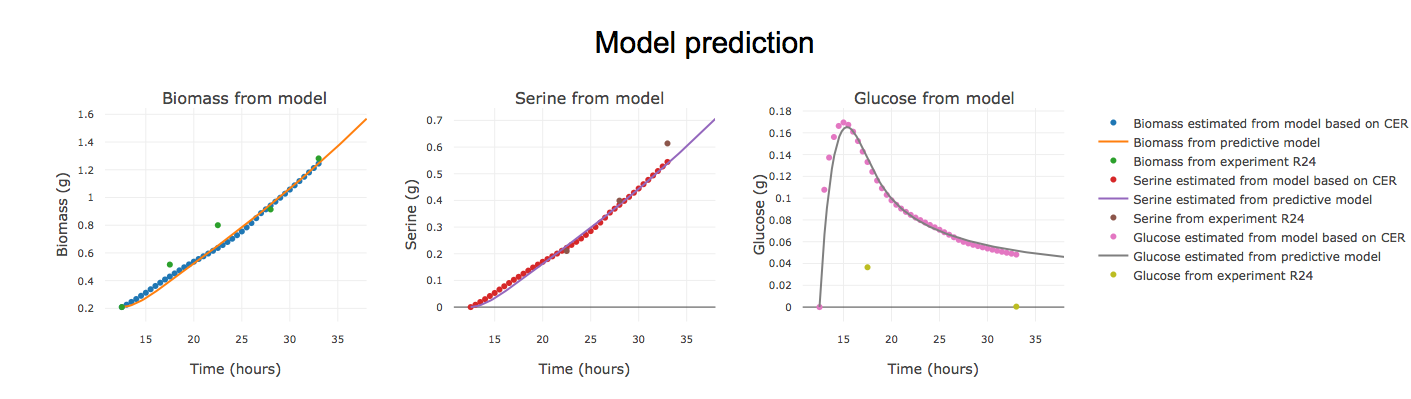 Model prediction
Biomass from model
Serine from model
Glucose from model
Biomass (g)
1.6
1.4
1.2
1
0.8
0.6
0.4
0.2
15
20
25
30
35
Time (hours)
Serine (g)
0.7
0.6
0.5
0.4
0.3
0.2
0.1
0
15
20
25
30
35
Time (hours)
Glucose (g)
0.18
0.16
0.14
0.12
0.1
0.08
0.06
0.04
0.02
0
15
20
25
30
35
Time (hours)
Biomass estimated from model based on CER
Biomass from predictive model
Biomass from experiment R24
Serine estimated from model based on CER
Serine estimated from predictive model
Serine from experiment R24
Glucose estimated from model based on CER
Glucose estimated from predictive model
Glucose from experiment R24